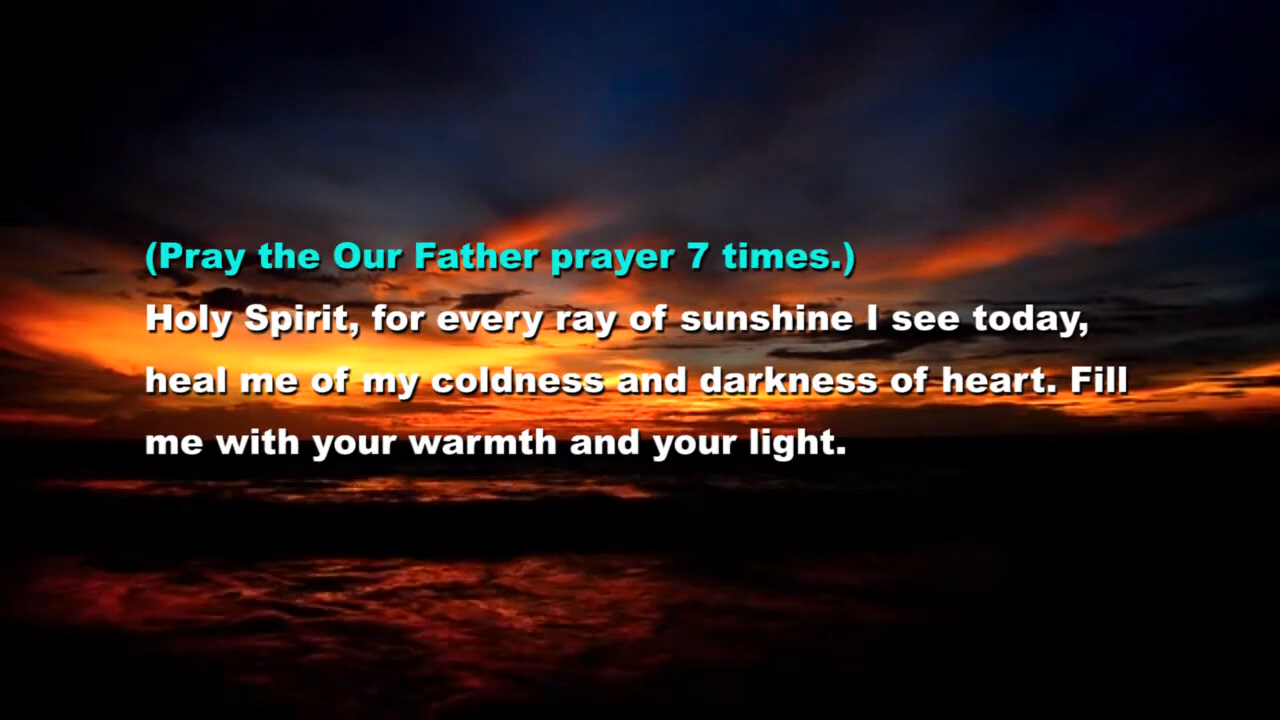 (Pray the Our Father prayer 7 times.)
Holy Spirit, for every ray of sunshine I see today,
heal me of my coldness and darkness of heart. Fill
me with your warmth and your light.